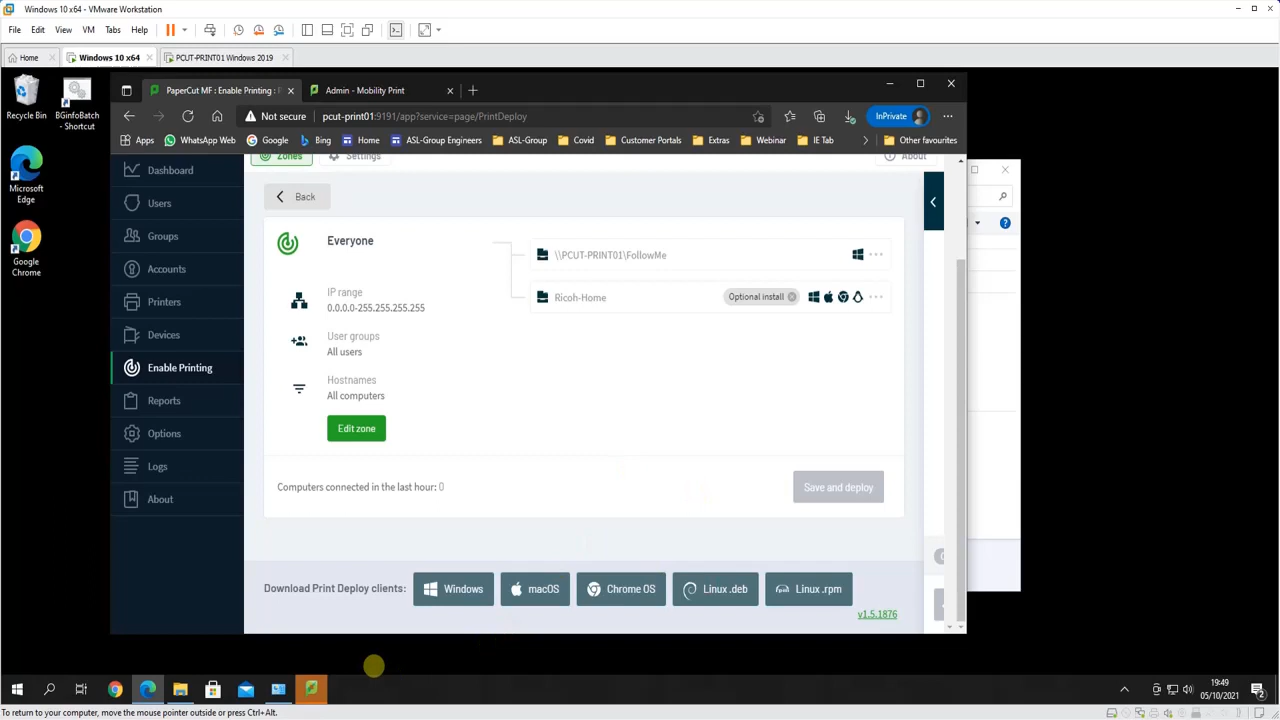 Windows 10 x64 - VMware Workstation
File Edit View VM Tabs Help
Home Windows 10 x64 PCUT-PRINT01 Windows 2019
Recycle Bin
BGinfoBatch - Shortcut
Microsoft Edge
Google Chrome
PaperCut MF : Enable Printing : Admin - Mobility Print
Not secure pcut-print01:9191/app?service=page/PrintDeploy InPrivate
Apps WhatsApp Web Google Bing Home ASL-Group Engineers ASL-Group Covid Customer Portals Extras Webinar IE Tab Other favourites
Dashboard
Users
Groups
Accounts
Printers
Devices
Enable Printing
Reports
Options
Logs
About
Zones Settings About
Back
Everyone
IP range
0.0.0.0-255.255.255.255
User groups
All users
Hostnames
All computers
Edit zone
\\PCUT-PRINT01\FollowMe
Ricoh-Home Optional install
Computers connected in the last hour: 0 Save and deploy
Download Print Deploy clients: Windows macOS Chrome OS Linux .deb Linux .rpm
v1.5.1876
19:49
05/10/2021
2
To return to your computer, move the mouse pointer outside or press Ctrl+Alt.